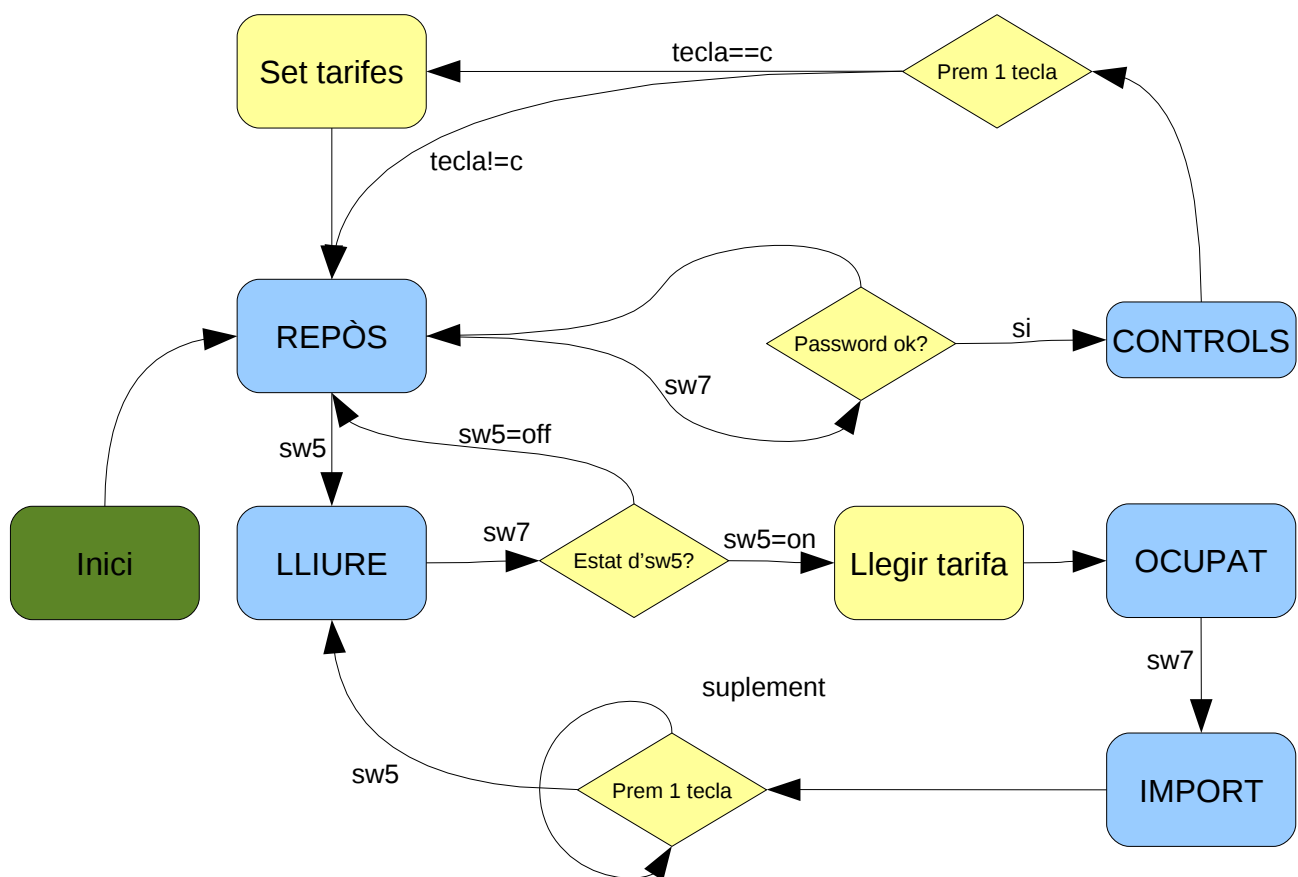 tecla==c
Set tarifes
Prem 1 tecla
tecla!=c
REPÒS
Password ok?
si
CONTROLS
sw7
sw5=off
sw5
Inici
LLIURE
sw7
Estat d’sw5?
sw5=on
Llegir tarifa
OCUPAT
sw7
suplement
sw5
Prem 1 tecla
IMPORT